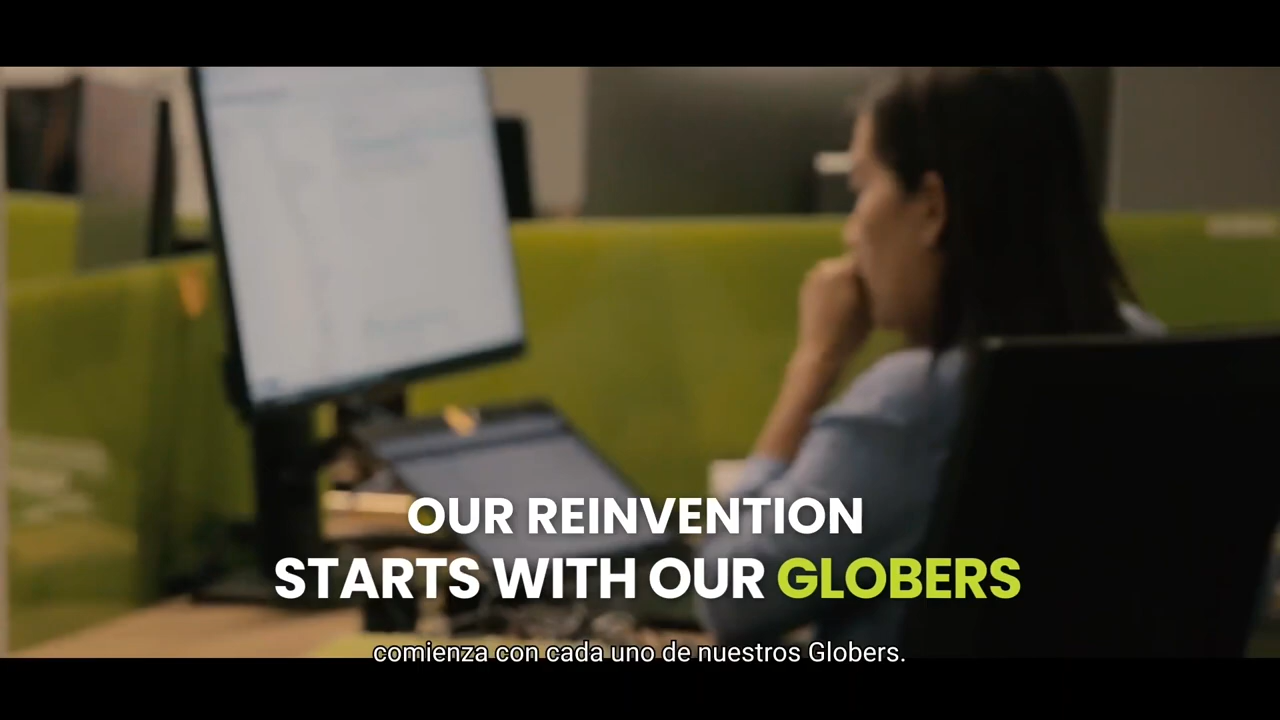 OUR REINVENTION
STARTS WITH OUR GLOBERS
comienza con cada uno de nuestros Globers.